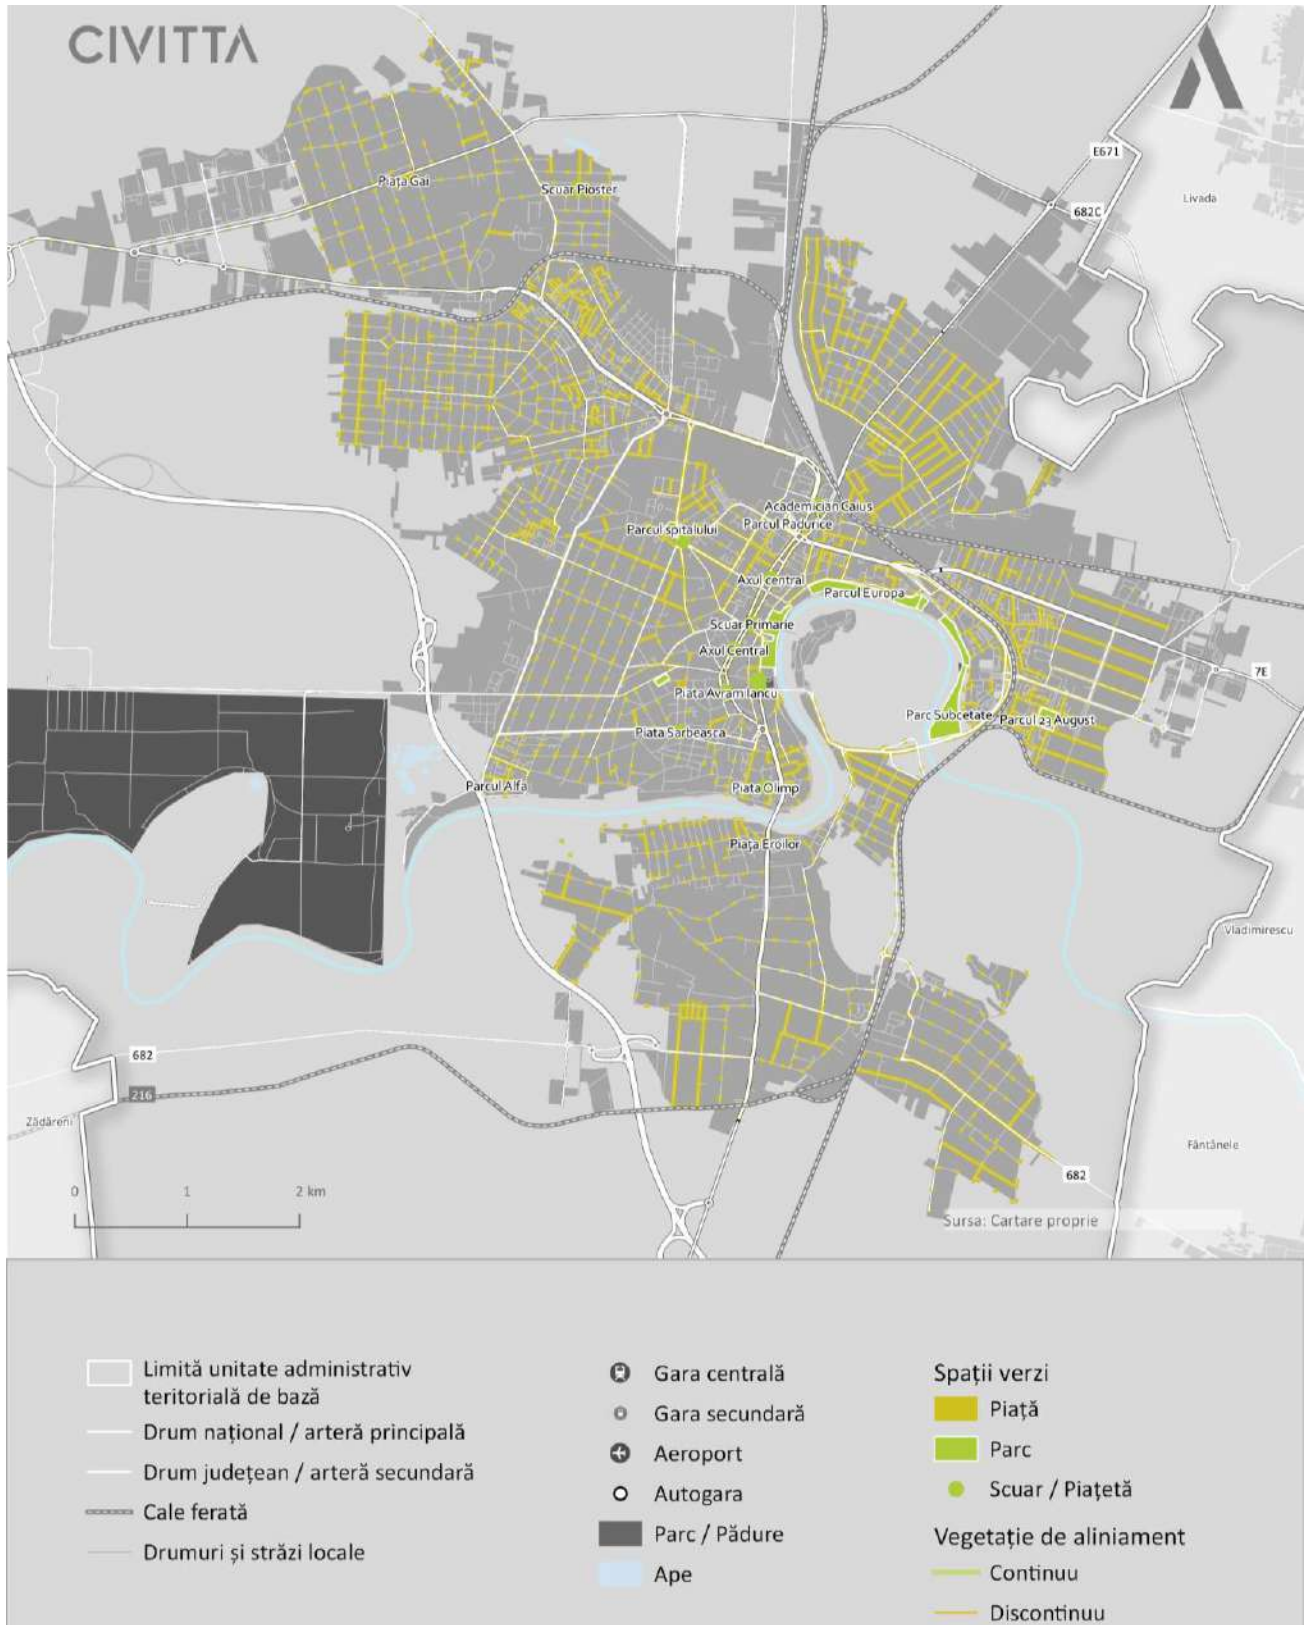 CIVITTA
E671
Livada
682C
Piața Gai
Scuar Pioster
Academician Caius
Parcul Padurice
Parcul spitalului
Axul central
Parcul Europa
Scuar Primarie
Axul Central
7E
Piata Avram Iancu
Parc Subcetate
Parcul 23 August
Piata Sarbeasca
Parcul Alfa
Piata Olimp
Piața Eroilor
Vladimirescu
682
216
Zădăreni
Fântânele
682
0 1 2 km
Sursa: Cartare proprie
Limită unitate administrativ
teritorială de bază
Drum național / arteră principală
Drum județean / arteră secundară
Cale ferată
Drumuri și străzi locale
Gara centrală
Gara secundară
Aeroport
Autogara
Parc / Pădure
Ape
Spații verzi
Piață
Parc
Scuar / Piațetă
Vegetație de aliniament
Continuu
Discontinuu